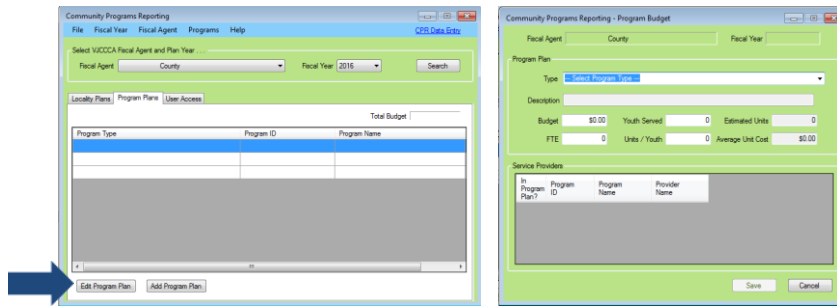 Community Programs Reporting
File Fiscal Year Fiscal Agent Programs Help CPR Data Entry
Select VJCCCA Fiscal Agent and Plan Year . . .
Fiscal Agent County Fiscal Year 2016 Search
Locality Plans Program Plans User Access
Total Budget
Program Type Program ID Program Name
Edit Program Plan Add Program Plan
Community Programs Reporting - Program Budget
Fiscal Agent County Fiscal Year
Program Plan
Type -- Select Program Type --
Description
Budget $0.00 Youth Served 0 Estimated Units 0
FTE 0 Units / Youth 0 Average Unit Cost $0.00
Service Providers
In Program Plan? Program ID Program Name Provider Name
Save Cancel